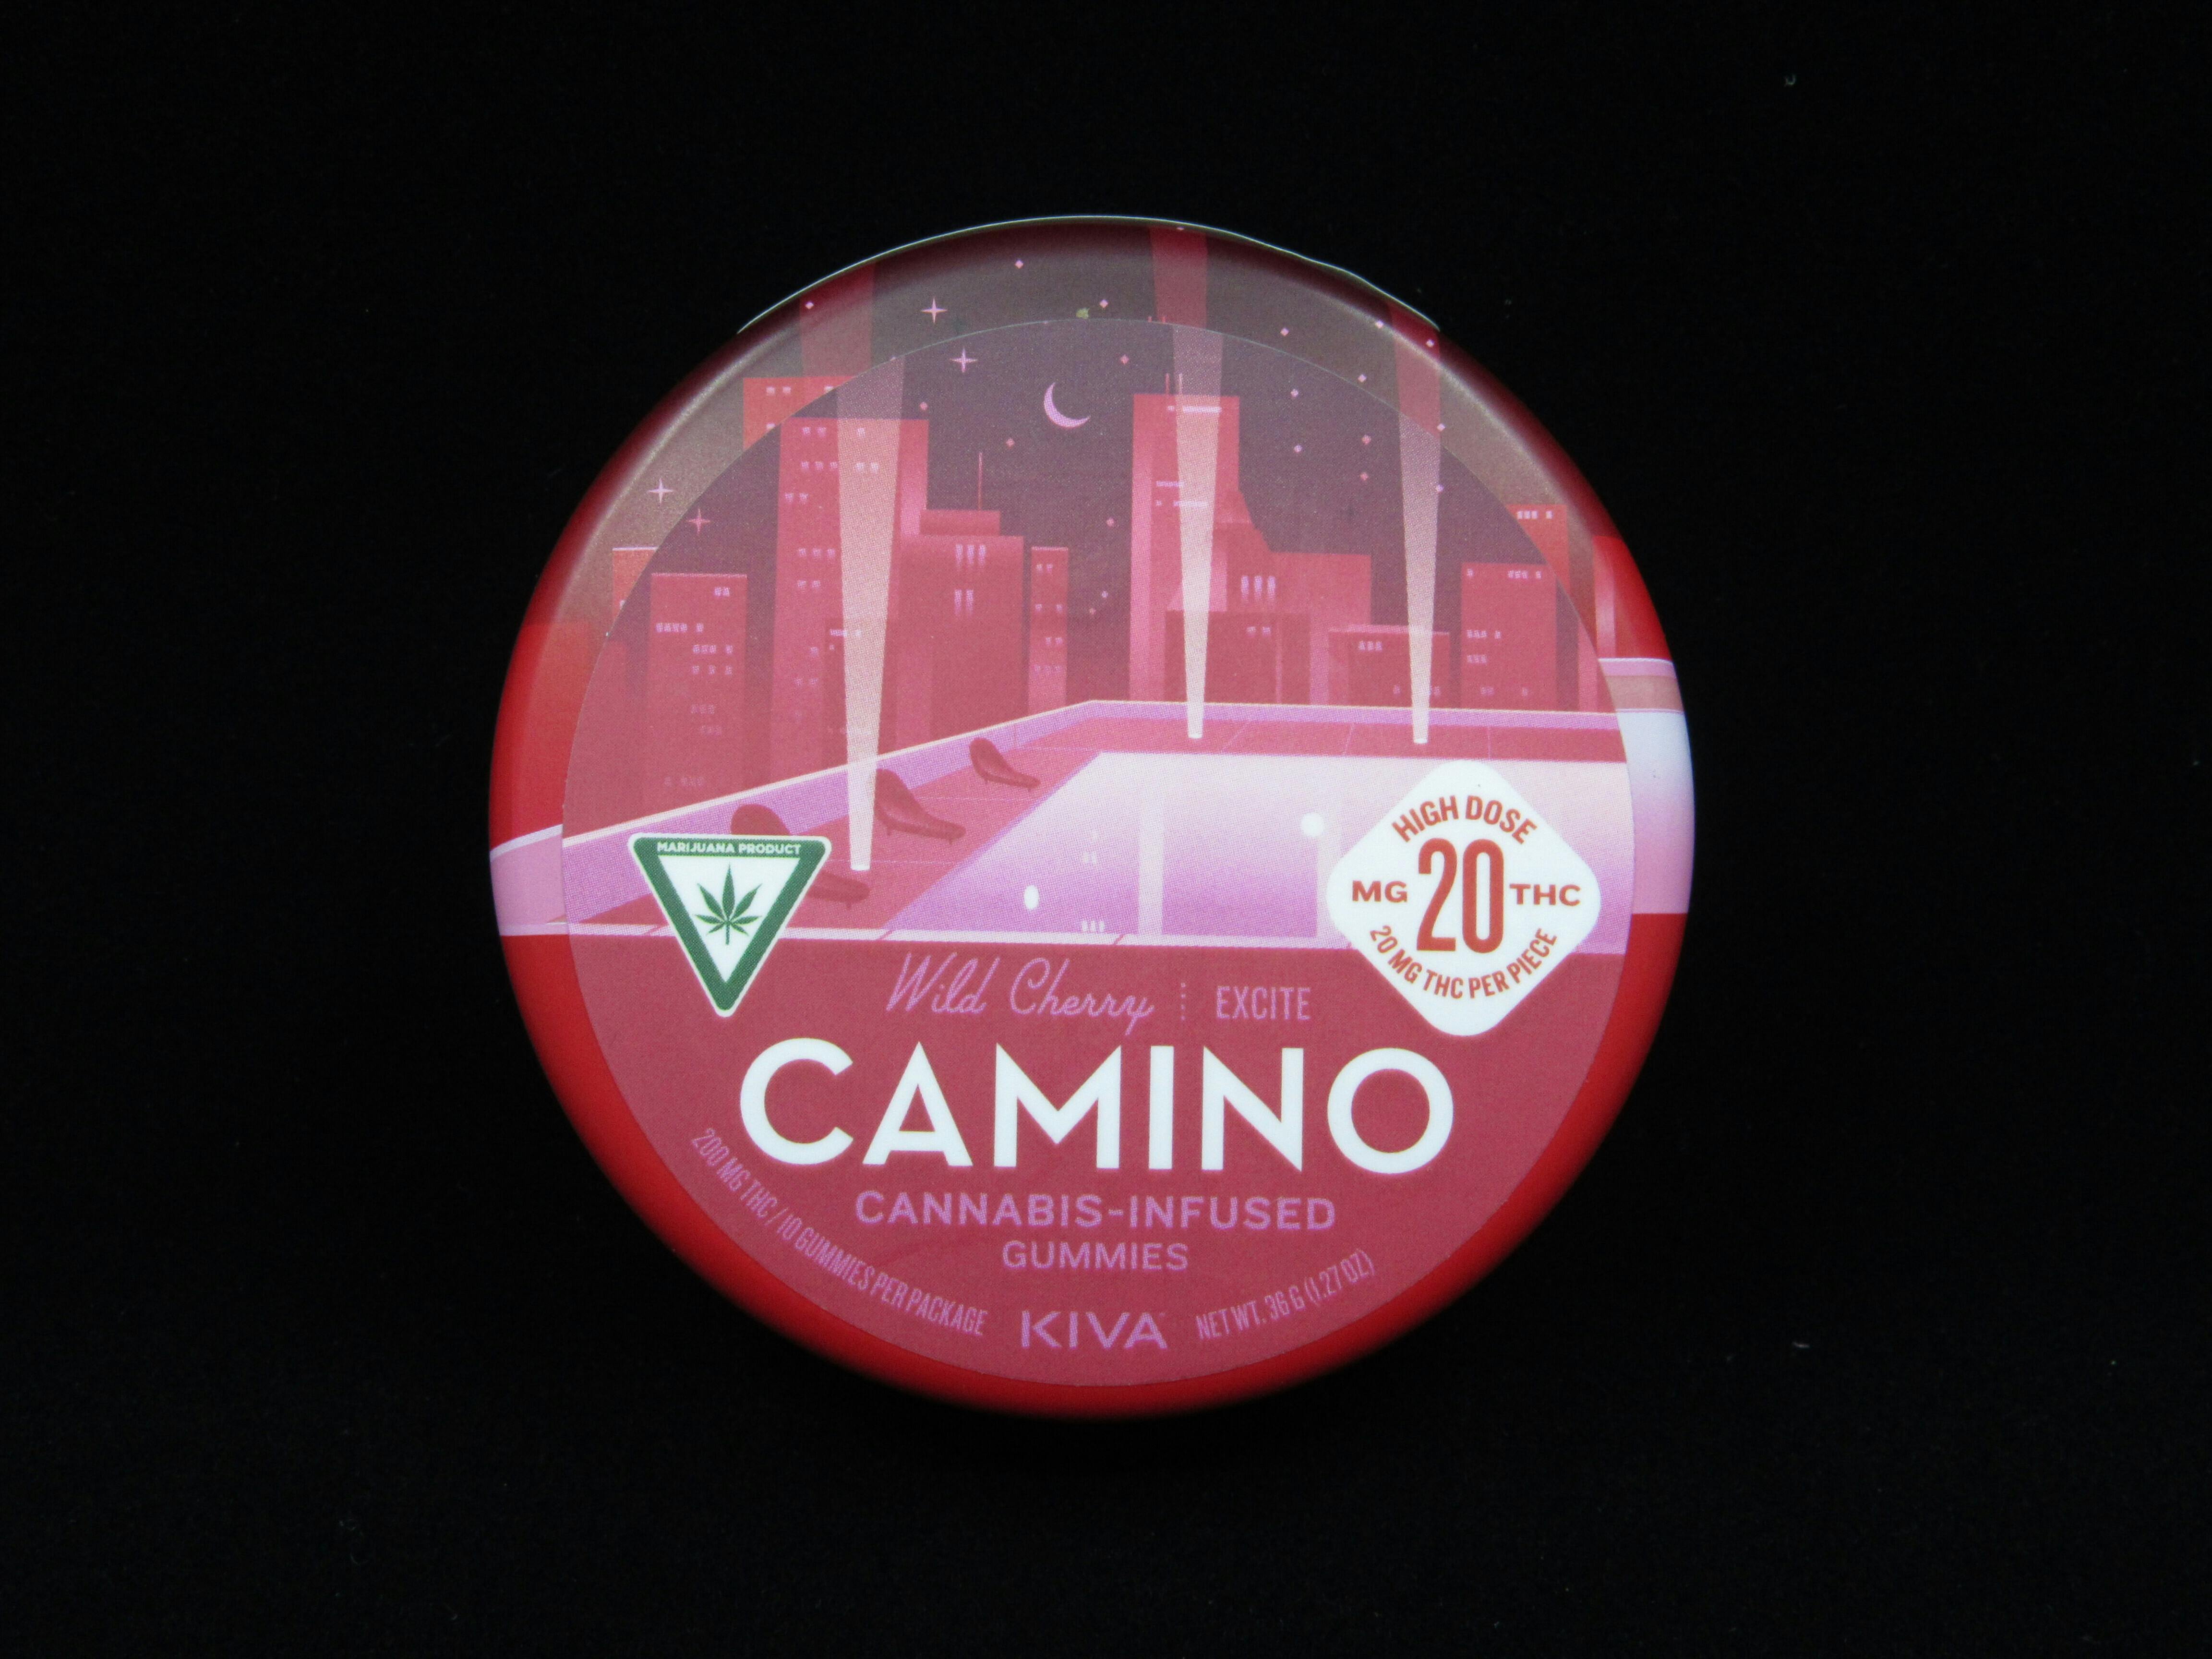 MARIJUANA PRODUCT
HIGH DOSE
MG 20 THC
20 MG THC PER PIECE
Wild Cherry EXCITE
CAMINO
CANNABIS-INFUSED
GUMMIES
200 MG THC / 10 GUMMIES PER PACKAGE
KIVA
NET WT. 36 G (1.27 OZ)